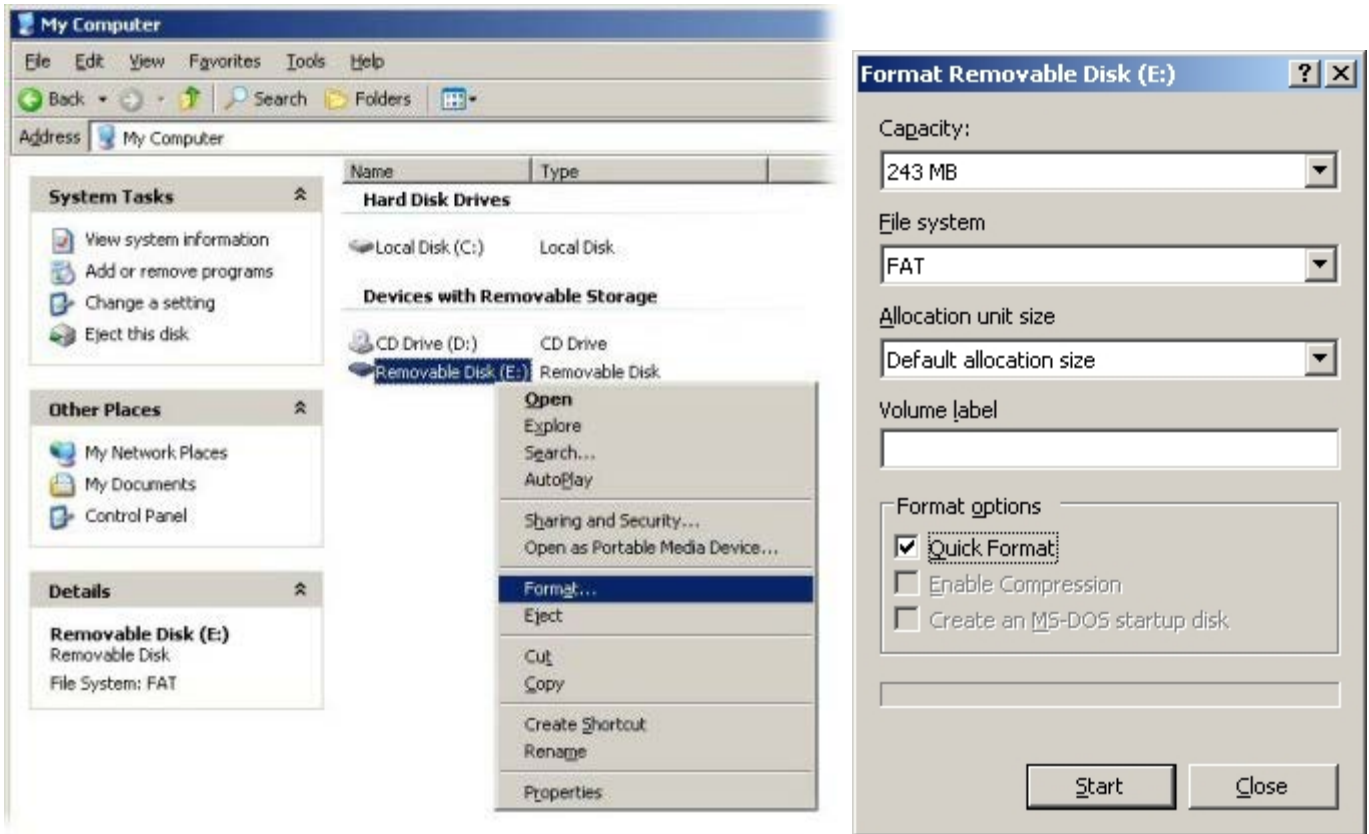 My Computer
File Edit View Favorites Tools Help
Back Search Folders
Address My Computer
System Tasks
View system information
Add or remove programs
Change a setting
Eject this disk
Other Places
My Network Places
My Documents
Control Panel
Details
Removable Disk (E:)
Removable Disk
File System: FAT
Name Type
Hard Disk Drives
Local Disk (C:) Local Disk
Devices with Removable Storage
CD Drive (D:) CD Drive
Removable Disk (E:) Removable Disk
Open
Explore
Search...
AutoPlay
Sharing and Security...
Open as Portable Media Device...
Format...
Eject
Cut
Copy
Create Shortcut
Rename
Properties
Format Removable Disk (E:)
Capacity:
243 MB
File system
FAT
Allocation unit size
Default allocation size
Volume label
Format options
Quick Format
Enable Compression
Create an MS-DOS startup disk
Start Close